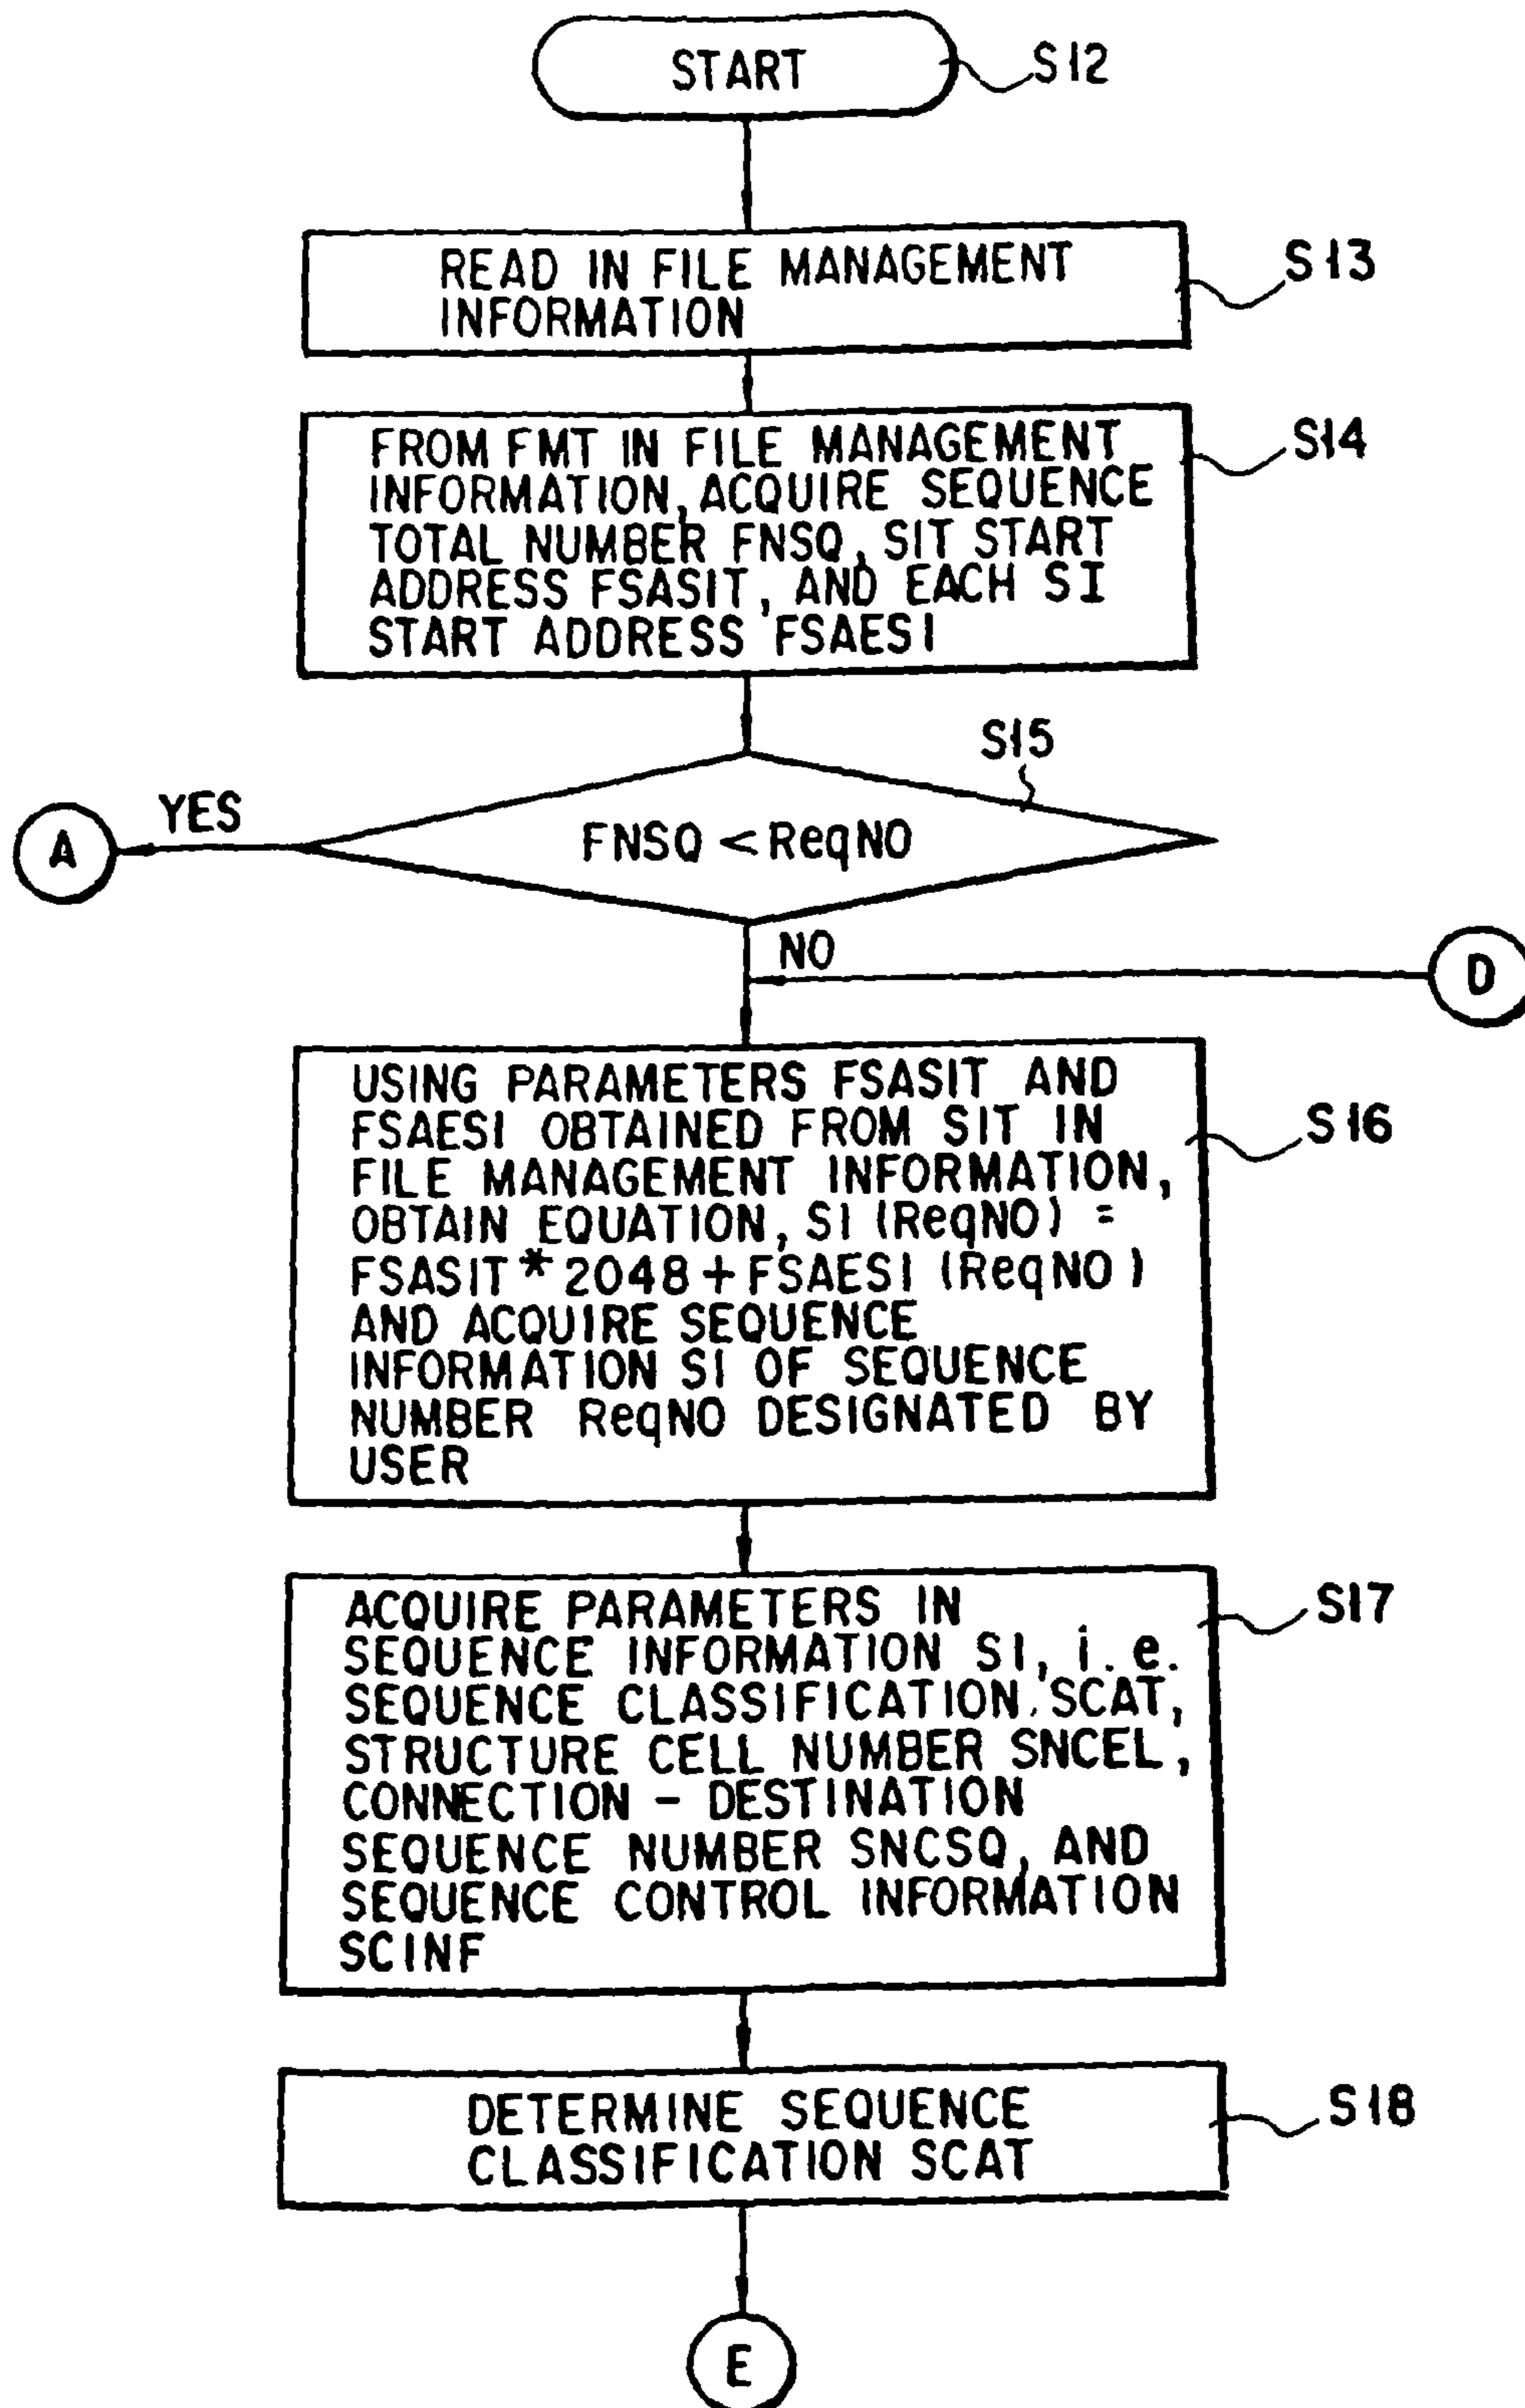 START
S12
READ IN FILE MANAGEMENT
INFORMATION
S13
FROM FMT IN FILE MANAGEMENT
INFORMATION, ACQUIRE SEQUENCE
TOTAL NUMBER FNSQ, SIT START
ADDRESS FSASIT, AND EACH SI
START ADDRESS FSAESI
S14
S15
YES
A
FNSQ < ReqNO
NO
D
USING PARAMETERS FSASIT AND
FSAESI OBTAINED FROM SIT IN
FILE MANAGEMENT INFORMATION,
OBTAIN EQUATION, SI (ReqNO) =
FSASIT * 2048 + FSAESI (ReqNO)
AND ACQUIRE SEQUENCE
INFORMATION SI OF SEQUENCE
NUMBER ReqNO DESIGNATED BY
USER
S16
ACQUIRE PARAMETERS IN
SEQUENCE INFORMATION SI, i.e.
SEQUENCE CLASSIFICATION, SCAT,
STRUCTURE CELL NUMBER SNCEL,
CONNECTION - DESTINATION
SEQUENCE NUMBER SNCSQ, AND
SEQUENCE CONTROL INFORMATION
SCINF
S17
DETERMINE SEQUENCE
CLASSIFICATION SCAT
S18
E